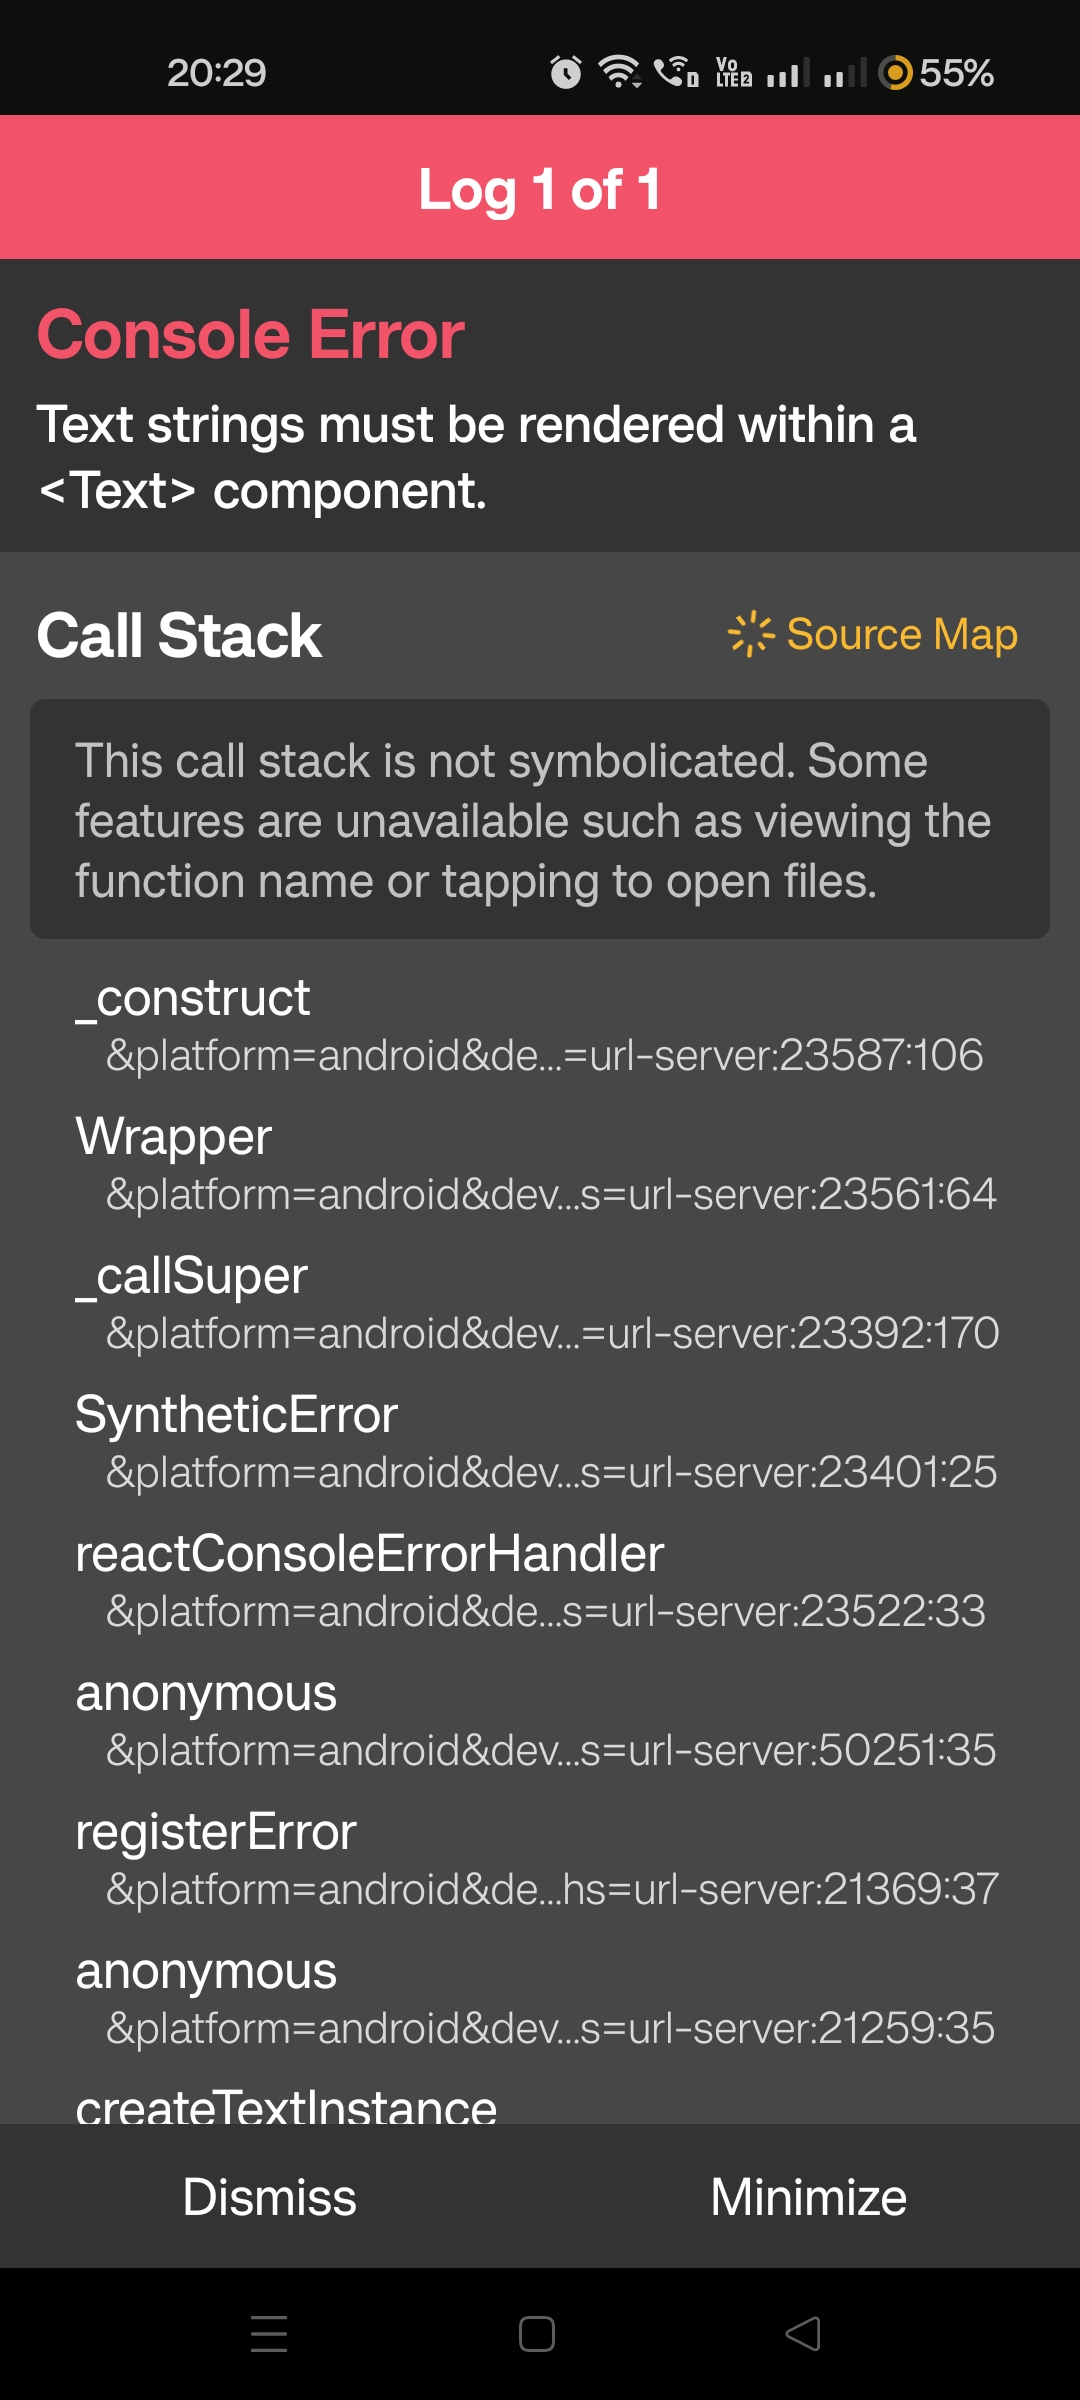 20:29
Vo
LTE 2
55%
Log 1 of 1
Console Error
Text strings must be rendered within a
<Text> component.
Call Stack
Source Map
This call stack is not symbolicated. Some
features are unavailable such as viewing the
function name or tapping to open files.
_construct
&platform=android&de...=url-server:23587:106
Wrapper
&platform=android&dev...s=url-server:23561:64
_callSuper
&platform=android&dev...=url-server:23392:170
SyntheticError
&platform=android&dev...s=url-server:23401:25
reactConsoleErrorHandler
&platform=android&de...s=url-server:23522:33
anonymous
&platform=android&dev...s=url-server:50251:35
registerError
&platform=android&de...hs=url-server:21369:37
anonymous
&platform=android&dev...s=url-server:21259:35
createTextInstance
Dismiss
Minimize